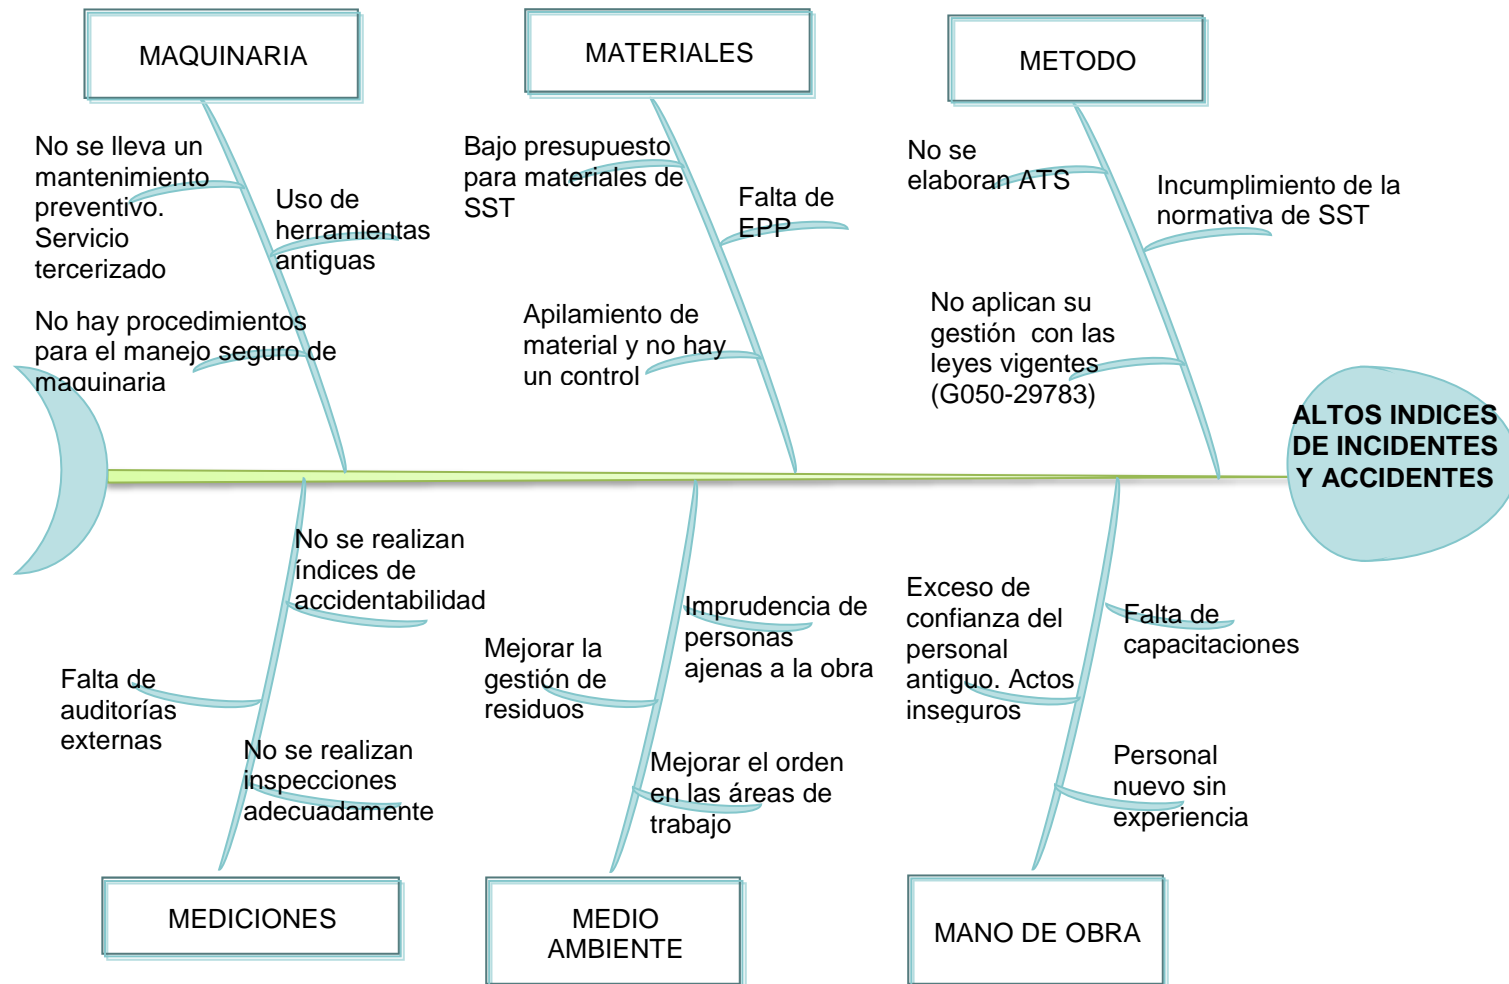 MAQUINARIA
MATERIALES
METODO
No se lleva un
mantenimiento
preventivo.
Servicio
tercerizado
Uso de
herramientas
antiguas
No hay procedimientos
para el manejo seguro de
maquinaria
Bajo presupuesto
para materiales de
SST
Falta de
EPP
Apilamiento de
material y no hay
un control
No se
elaboran ATS
Incumplimiento de la
normativa de SST
No aplican su
gestión con las
leyes vigentes
(G050-29783)
ALTOS INDICES
DE INCIDENTES
Y ACCIDENTES
No se realizan
índices de
accidentabilidad
Falta de
auditorías
externas
No se realizan
inspecciones
adecuadamente
Mejorar la
gestión de
residuos
Imprudencia de
personas
ajenas a la obra
Mejorar el orden
en las áreas de
trabajo
Exceso de
confianza del
personal
antiguo. Actos
inseguros
Falta de
capacitaciones
Personal
nuevo sin
experiencia
MEDICIONES
MEDIO
AMBIENTE
MANO DE OBRA